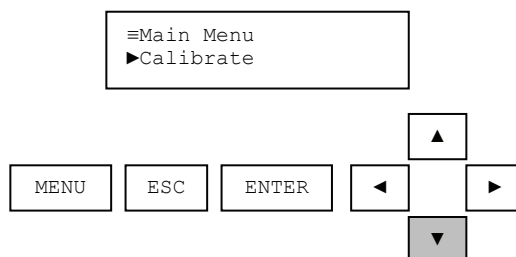 ≡Main Menu
►Calibrate
▲
MENU ESC ENTER ◄ ►
▼